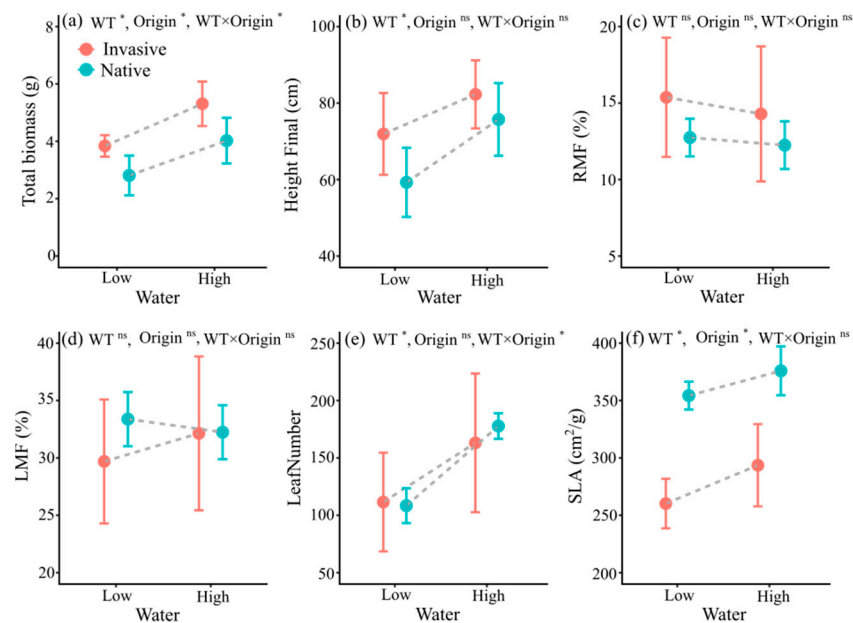 (a) WT *, Origin *, WT×Origin *
Invasive
Native
Total biomass (g)
8
6
4
2
0
Low High
Water
(b) WT *, Origin ns, WT×Origin ns
Height Final (cm)
100
80
60
40
Low High
Water
(c) WT ns, Origin ns, WT×Origin ns
RMF (%)
20
15
10
5
Low High
Water
(d) WT ns, Origin ns, WT×Origin ns
LMF (%)
40
35
30
25
20
Low High
Water
(e) WT *, Origin ns, WT×Origin *
LeafNumber
250
200
150
100
50
Low High
Water
(f) WT *, Origin *, WT×Origin ns
SLA (cm²/g)
400
350
300
250
200
Low High
Water